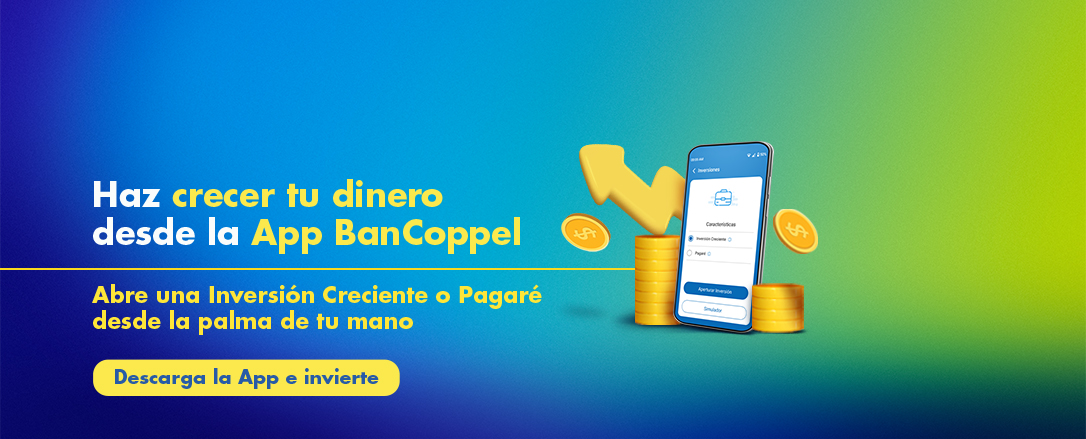 Haz crecer tu dinero
desde la App BanCoppel
Abre una Inversión Creciente o Pagaré
desde la palma de tu mano
Descarga la App e invierte
Inversiones
Características
Inversión Creciente
Pagaré
Aperturar Inversión
Simulador
$
$